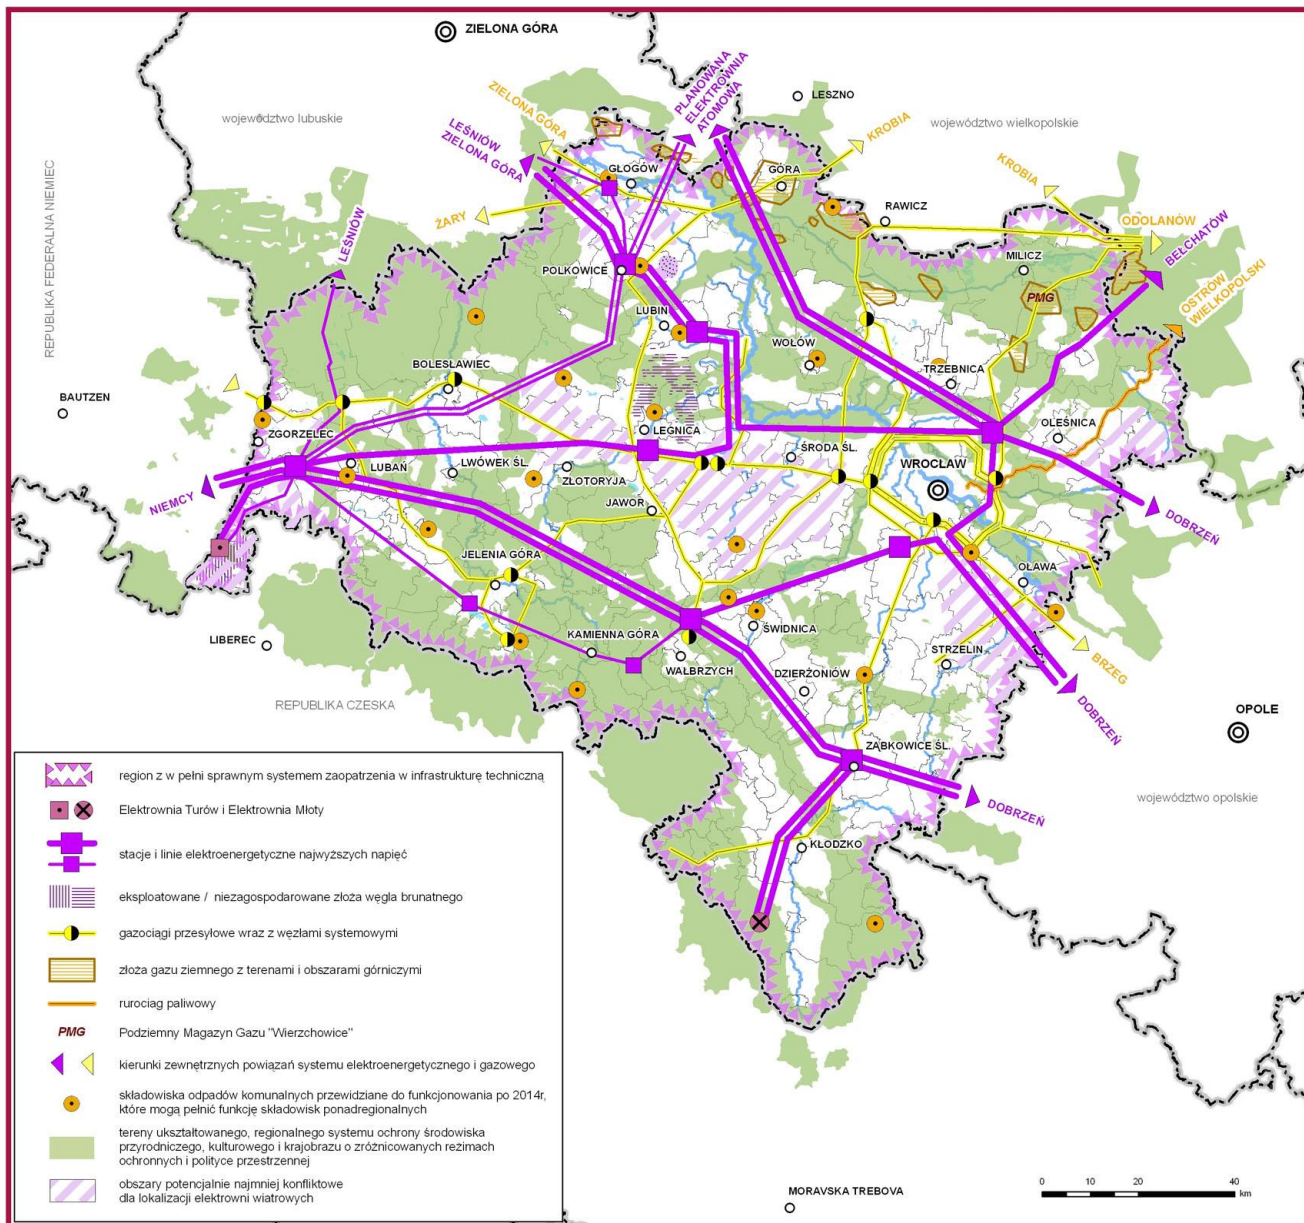 ZIELONA GÓRA
województwo lubuskie
ZIELONA GÓRA
LEŚNIÓW
ZIELONA GÓRA
PLANOWANA
ELEKTROWNIA
ATOMOWA
LESZNO
województwo wielkopolskie
KROBIA
REPUBLIKA FEDERALNA NIEMIEC
GŁOGÓW
GÓRA
KROBIA
ŻARY
RAWICZ
ODOLANÓW
BEŁCHATÓW
LEŚNIÓW
POLKOWICE
MILICZ
OSTRÓW
WIELKOPOLSKI
PMG
LUBIN
WOŁÓW
BOLESŁAWIEC
TRZEBNICA
BAUTZEN
ZGORZELEC
LEGNICA
OLEŚNICA
ŚRODA ŚL.
LUBAŃ
LWÓWEK ŚL.
ZŁOTORYJA
WROCŁAW
NIEMCY
JAWOR
DOBRZEŃ
JELENIA GÓRA
OŁAWA
LIBEREC
KAMIENNA GÓRA
ŚWIDNICA
STRZELIN
BRZEG
WAŁBRZYCH
DZIERŻONIÓW
REPUBLIKA CZESKA
DOBRZEŃ
OPOLE
ZĄBKOWICE ŚL.
DOBRZEŃ
województwo opolskie
KŁODZKO
region z w pełni sprawnym systemem zaopatrzenia w infrastrukturę techniczną
Elektrownia Turów i Elektrownia Młoty
stacje i linie elektroenergetyczne najwyższych napięć
eksploatowane / niezagospodarowane złoża węgla brunatnego
gazociągi przesyłowe wraz z węzłami systemowymi
złoża gazu ziemnego z terenami i obszarami górniczymi
rurociąg paliwowy
PMG Podziemny Magazyn Gazu "Wierzchowice"
kierunki zewnętrznych powiązań systemu elektroenergetycznego i gazowego
składowiska odpadów komunalnych przewidziane do funkcjonowania po 2014r,
które mogą pełnić funkcję składowisk ponadregionalnych
tereny ukształtowanego, regionalnego systemu ochrony środowiska
przyrodniczego, kulturowego i krajobrazu o zróżnicowanych reżimach
ochronnych i polityce przestrzennej
obszary potencjalnie najmniej konfliktowe
dla lokalizacji elektrowni wiatrowych
MORAVSKA TREBOVA
0 10 20 40
km